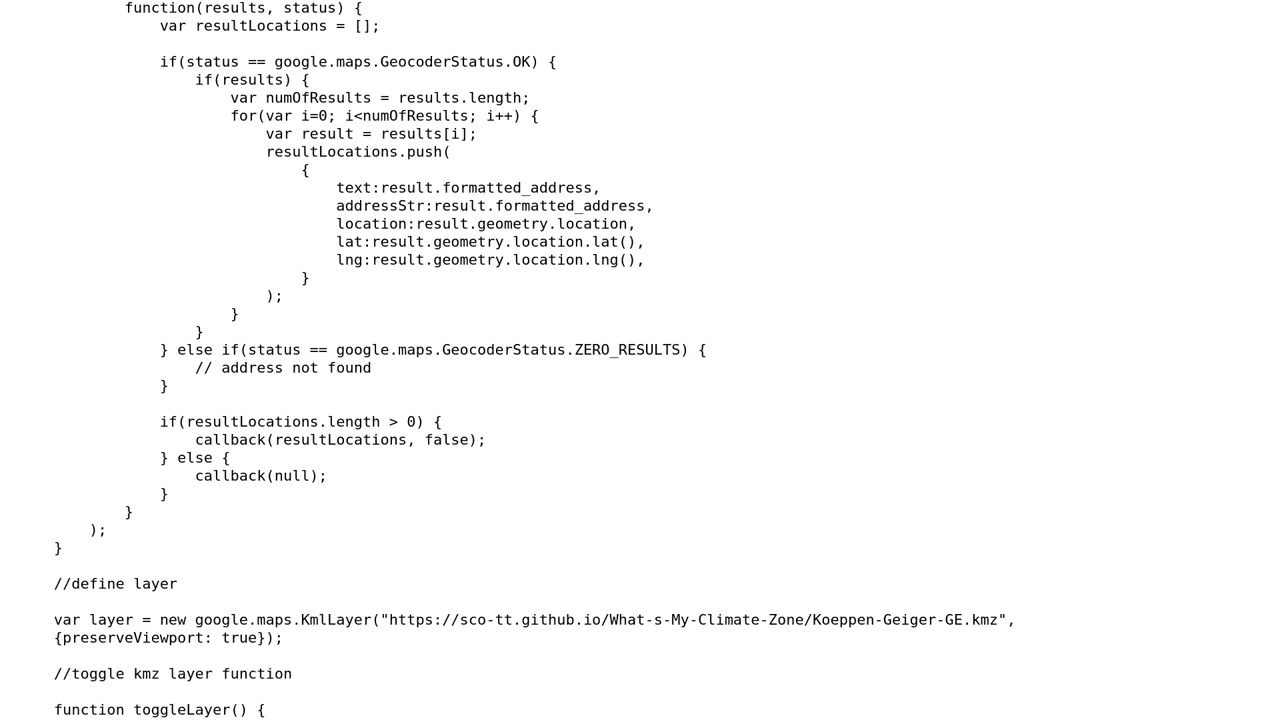 function(results, status) {
var resultLocations = [];
if(status == google.maps.GeocoderStatus.OK) {
if(results) {
var numOfResults = results.length;
for(var i=0; i<numOfResults; i++) {
var result = results[i];
resultLocations.push(
{
text:result.formatted_address,
addressStr:result.formatted_address,
location:result.geometry.location,
lat:result.geometry.location.lat(),
lng:result.geometry.location.lng(),
}
);
}
}
} else if(status == google.maps.GeocoderStatus.ZERO_RESULTS) {
// address not found
}
if(resultLocations.length > 0) {
callback(resultLocations, false);
} else {
callback(null);
}
}
);
}
//define layer
var layer = new google.maps.KmlLayer("https://sco-tt.github.io/What-s-My-Climate-Zone/Koeppen-Geiger-GE.kmz",
{preserveViewport: true});
//toggle kmz layer function
function toggleLayer() {